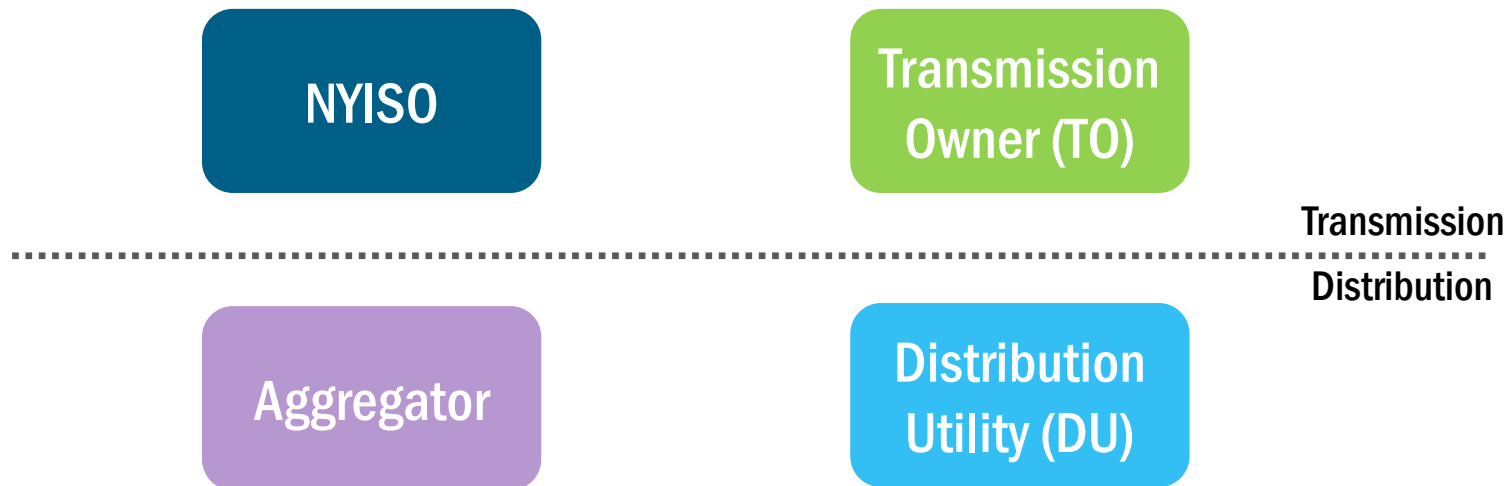 NYISO
Transmission
Owner (TO)
Transmission
Distribution
Aggregator
Distribution
Utility (DU)